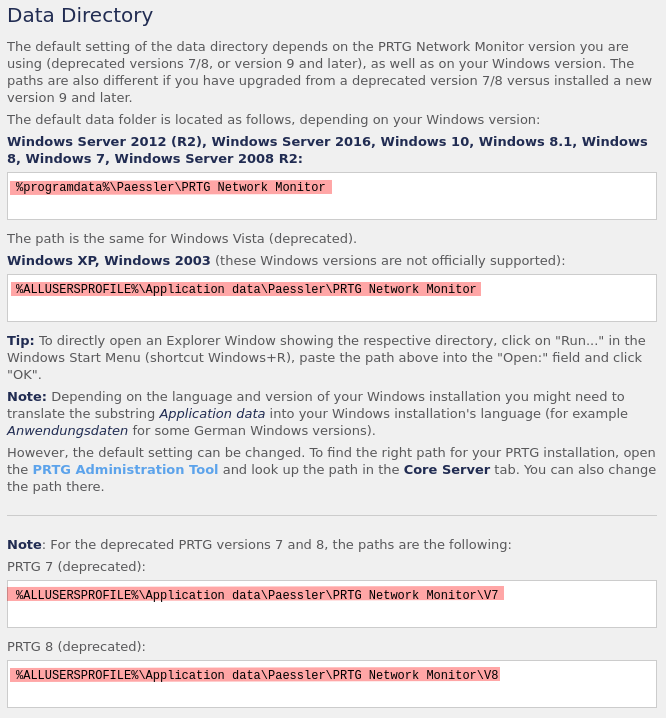 Data Directory
The default setting of the data directory depends on the PRTG Network Monitor version you are
using (deprecated versions 7/8, or version 9 and later), as well as on your Windows version. The
paths are also different if you have upgraded from a deprecated version 7/8 versus installed a new
version 9 and later.
The default data folder is located as follows, depending on your Windows version:
Windows Server 2012 (R2), Windows Server 2016, Windows 10, Windows 8.1, Windows
8, Windows 7, Windows Server 2008 R2:
%programdata%\Paessler\PRTG Network Monitor
The path is the same for Windows Vista (deprecated).
Windows XP, Windows 2003 (these Windows versions are not officially supported):
%ALLUSERSPROFILE%\Application data\Paessler\PRTG Network Monitor
Tip: To directly open an Explorer Window showing the respective directory, click on "Run..." in the
Windows Start Menu (shortcut Windows+R), paste the path above into the "Open:" field and click
"OK".
Note: Depending on the language and version of your Windows installation you might need to
translate the substring Application data into your Windows installation's language (for example
Anwendungsdaten for some German Windows versions).
However, the default setting can be changed. To find the right path for your PRTG installation, open
the PRTG Administration Tool and look up the path in the Core Server tab. You can also change
the path there.
Note: For the deprecated PRTG versions 7 and 8, the paths are the following:
PRTG 7 (deprecated):
%ALLUSERSPROFILE%\Application data\Paessler\PRTG Network Monitor\V7
PRTG 8 (deprecated):
%ALLUSERSPROFILE%\Application data\Paessler\PRTG Network Monitor\V8